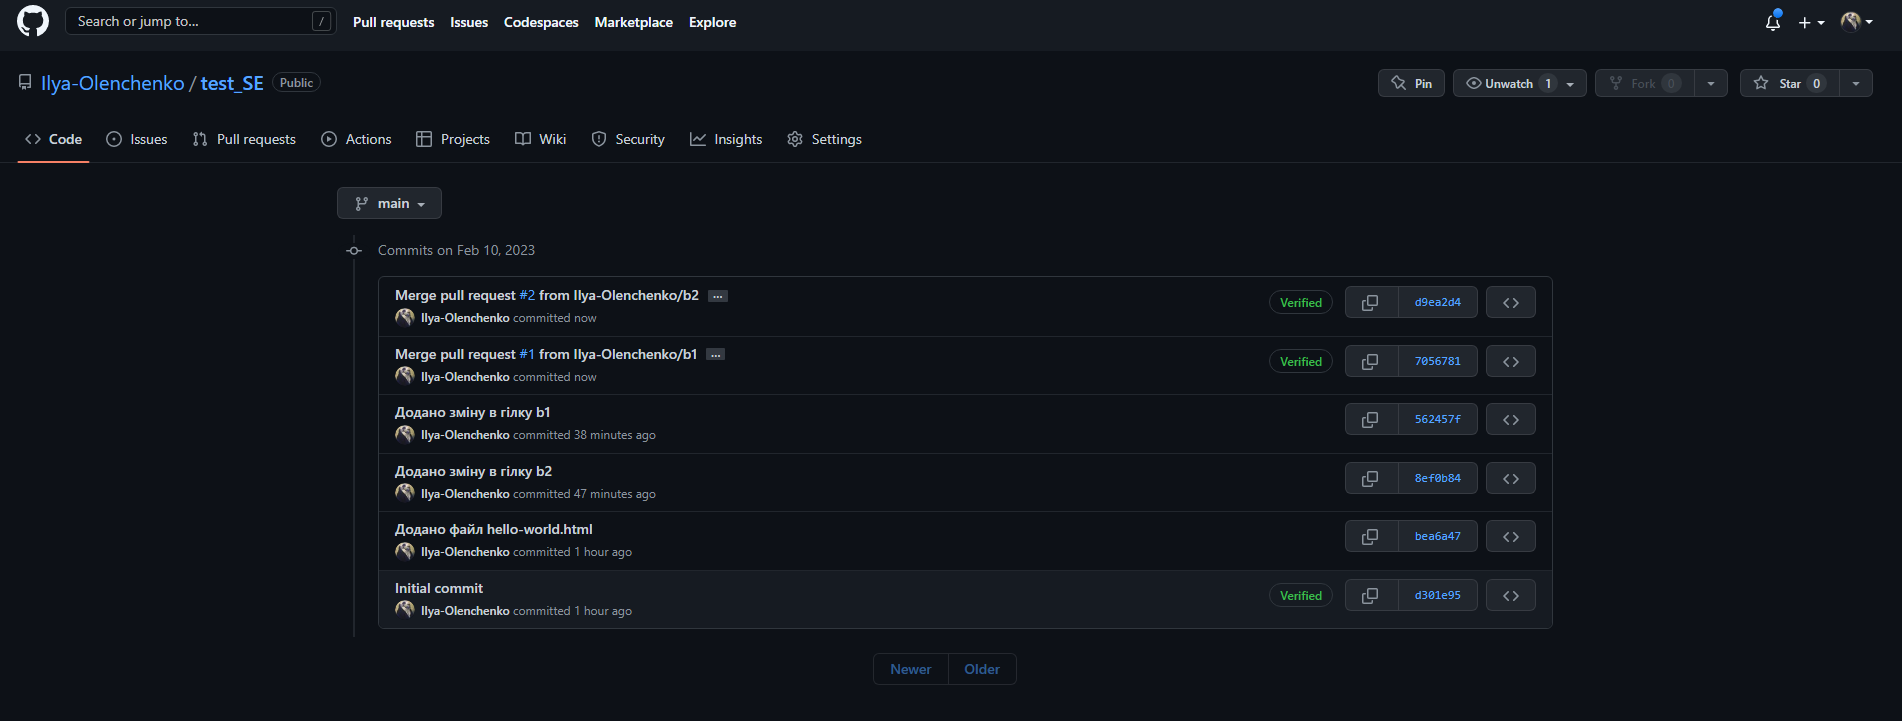 Search or jump to... /
Pull requests Issues Codespaces Marketplace Explore
Ilya-Olenchenko / test_SE Public
Pin Unwatch 1 Fork 0 Star 0
Code Issues Pull requests Actions Projects Wiki Security Insights Settings
main
Commits on Feb 10, 2023
Merge pull request #2 from Ilya-Olenchenko/b2 ...
Verified d9ea2d4
Ilya-Olenchenko committed now
Merge pull request #1 from Ilya-Olenchenko/b1 ...
Verified 7056781
Ilya-Olenchenko committed now
Додано зміну в гілку b1
562457f
Ilya-Olenchenko committed 38 minutes ago
Додано зміну в гілку b2
8ef0b84
Ilya-Olenchenko committed 47 minutes ago
Додано файл hello-world.html
bea6a47
Ilya-Olenchenko committed 1 hour ago
Initial commit
Verified d301e95
Ilya-Olenchenko committed 1 hour ago
Newer Older